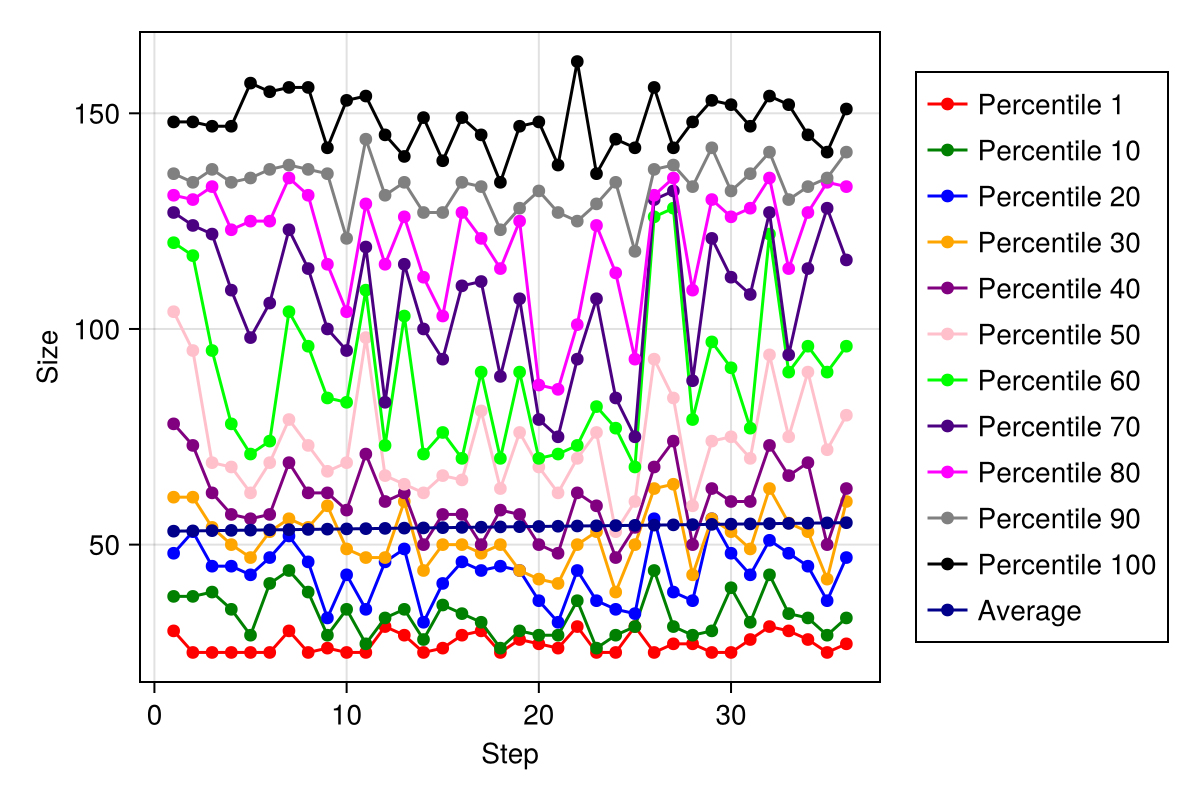 150
100
50
0
10
20
30
Size
Step
Percentile 1
Percentile 10
Percentile 20
Percentile 30
Percentile 40
Percentile 50
Percentile 60
Percentile 70
Percentile 80
Percentile 90
Percentile 100
Average